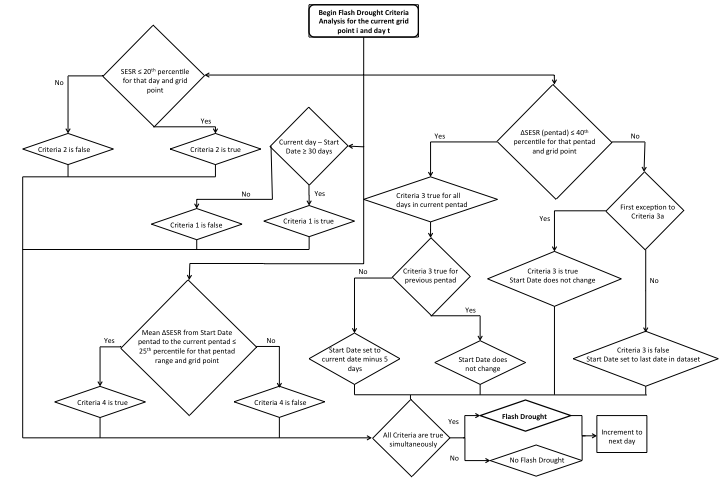 Begin Flash Drought Criteria
Analysis for the current grid
point i and day t
SESR ≤ 20th percentile
for that day and grid
point
No
Yes
Criteria 2 is false
Criteria 2 is true
Current day – Start
Date ≥ 30 days
No
Yes
Criteria 1 is false
Criteria 1 is true
ΔSESR (pentad) ≤ 40th
percentile for that pentad
and grid point
Yes
No
Criteria 3 true for all
days in current pentad
First exception to
Criteria 3a
Yes
No
Criteria 3 true for
previous pentad
No
Yes
Criteria 3 is true
Start Date does not change
Start Date set to
current date minus 5
days
Start Date does
not change
Criteria 3 is false
Start Date set to last date in dataset
Mean ΔSESR from Start Date
pentad to the current pentad ≤
25th percentile for that pentad
range and grid point
Yes
No
Criteria 4 is true
Criteria 4 is false
All Criteria are true
simultaneously
Yes
No
Flash Drought
No Flash Drought
Increment to
next day